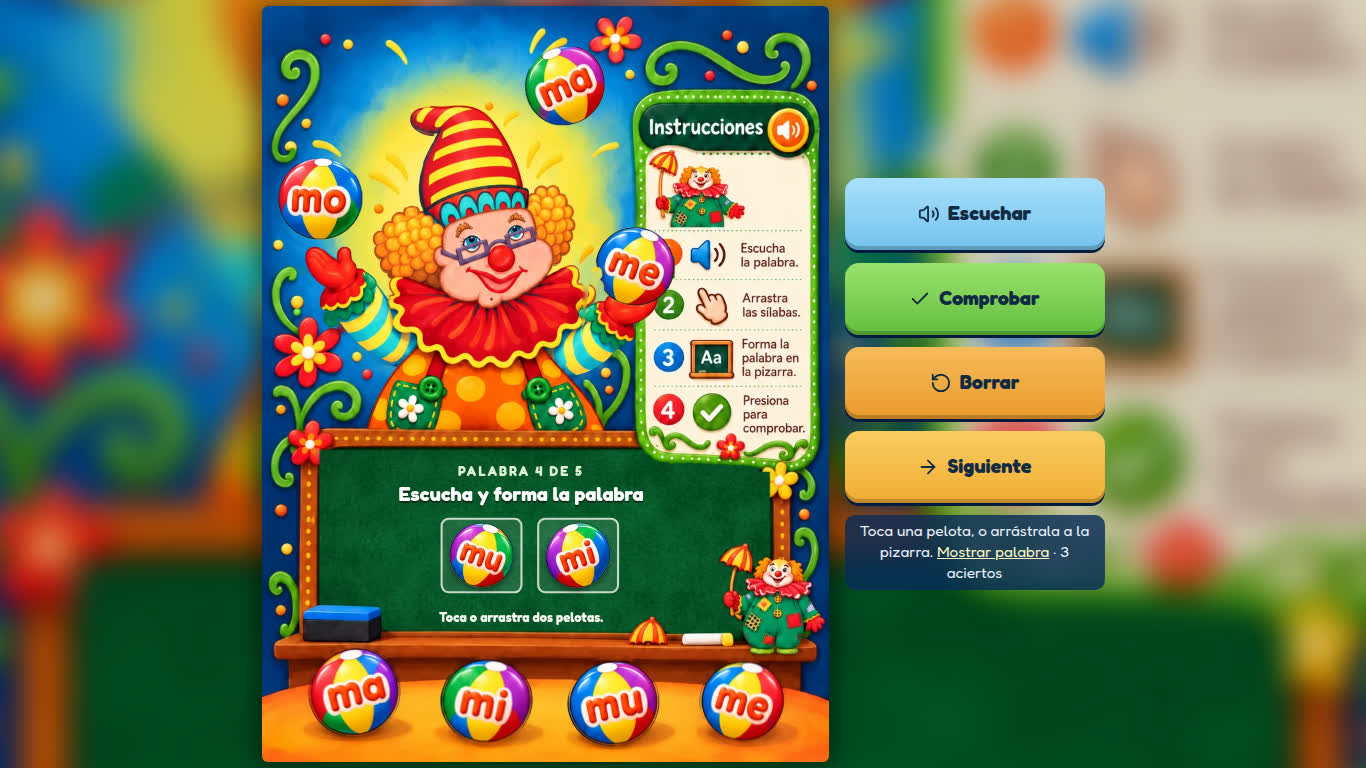 ma
mo
me
Instrucciones
Escucha
la palabra.
2
Arrastra
las sílabas.
3
Aa
Forma la
palabra en
la pizarra.
4
Presiona
para
comprobar.
PALABRA 4 DE 5
Escucha y forma la palabra
mu
mi
Toca o arrastra dos pelotas.
ma
mi
mu
me
Escuchar
Comprobar
Borrar
Siguiente
Toca una pelota, o arrástrala a la
pizarra. Mostrar palabra · 3
aciertos